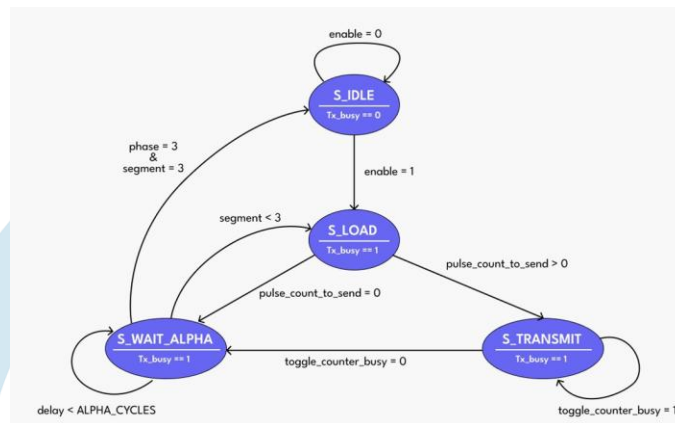 enable = 0
S_IDLE
Tx_busy == 0
phase = 3
&
segment = 3
enable = 1
segment < 3
S_LOAD
Tx_busy == 1
pulse_count_to_send > 0
pulse_count_to_send = 0
S_WAIT_ALPHA
Tx_busy == 1
S_TRANSMIT
Tx_busy == 1
toggle_counter_busy = 0
delay < ALPHA_CYCLES
toggle_counter_busy = 1